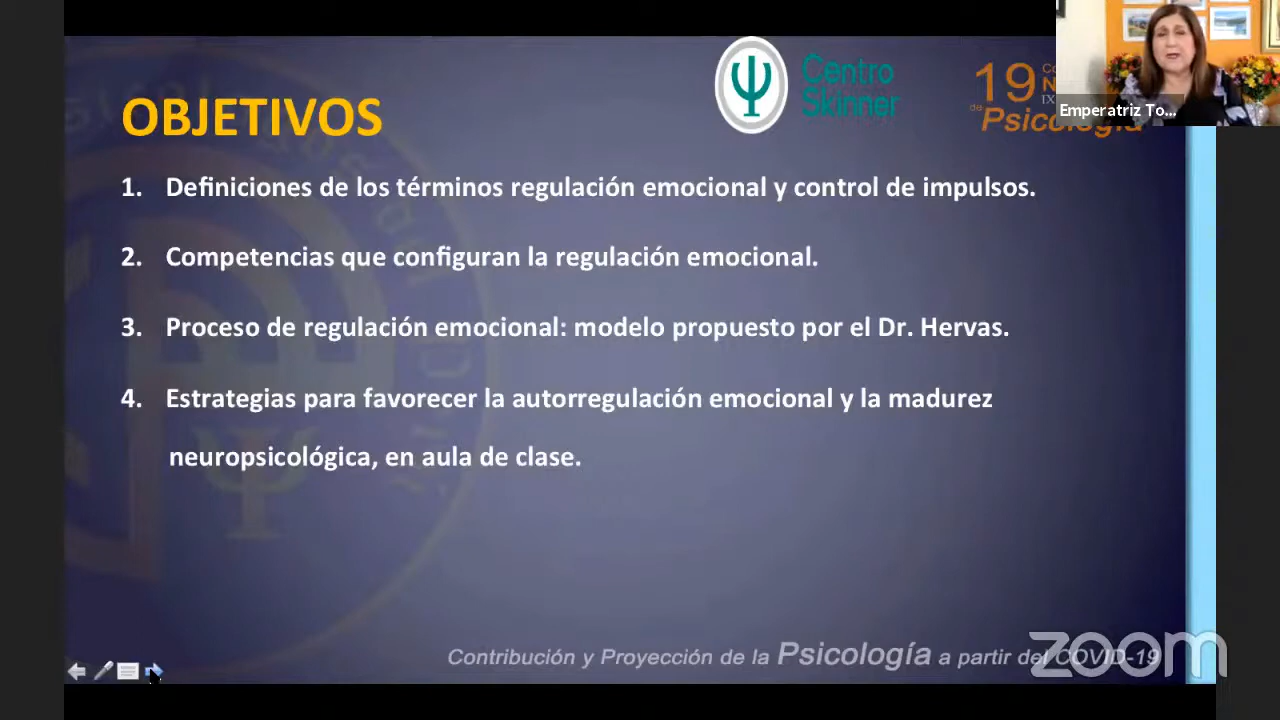 Centro
Skinner
19
de Psicología
Emperatriz To...
OBJETIVOS
1. Definiciones de los términos regulación emocional y control de impulsos.
2. Competencias que configuran la regulación emocional.
3. Proceso de regulación emocional: modelo propuesto por el Dr. Hervas.
4. Estrategias para favorecer la autorregulación emocional y la madurez
neuropsicológica, en aula de clase.
Contribución y Proyección de la Psicología a partir del COVID-19
zoom